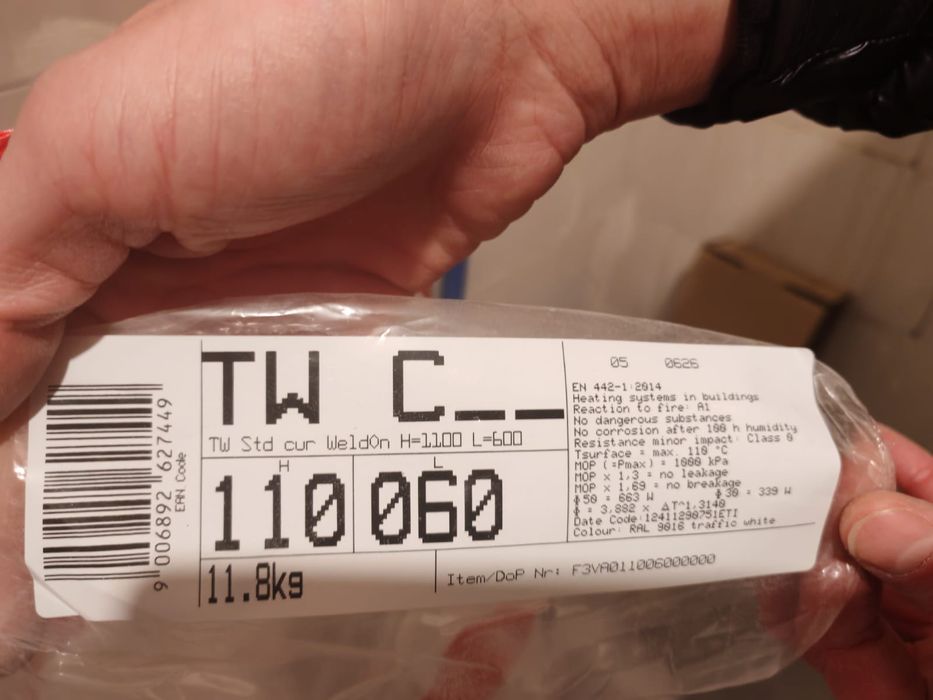 9 006892 627449
EAN Code
TW C__
TW Std cur WeldOn H=1100 L=600
H
110
L
060
11.8kg
05 0626
EN 442-1:2014
Heating systems in buildings
Reaction to fire: A1
No dangerous substances
No corrosion after 100 h humidity
Resistance minor impact: Class 0
Tsurface = max. 110 °C
MOP (=Pmax) = 1000 kPa
MOP x 1,3 = no leakage
MOP x 1,69 = no breakage
ϕ50 = 663 W ϕ30 = 339 W
ϕ = 3,882 x ΔT^1,3140
Date Code:12411290751ETI
Colour: RAL 9016 traffic white
Item/DoP Nr: F3VA011006000000